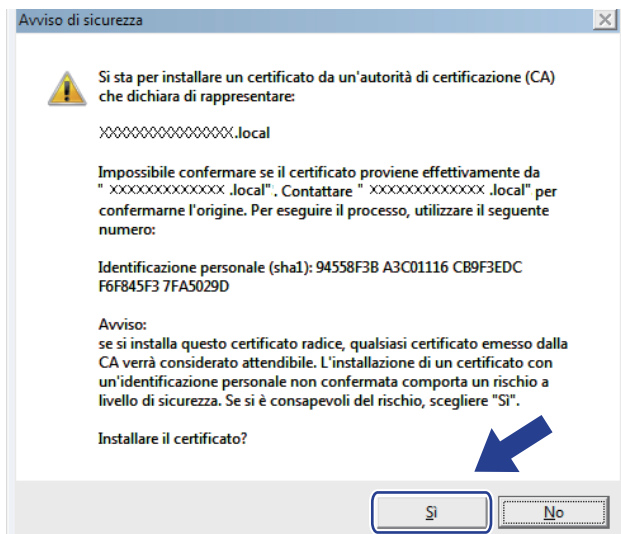 Avviso di sicurezza
Si sta per installare un certificato da un'autorità di certificazione (CA)
che dichiara di rappresentare:
XXXXXXXXXXXXXXX.local
Impossibile confermare se il certificato proviene effettivamente da
" XXXXXXXXXXXXX .local". Contattare " XXXXXXXXXXXXX .local" per
confermarne l'origine. Per eseguire il processo, utilizzare il seguente
numero:
Identificazione personale (sha1): 94558F3B A3C01116 CB9F3EDC
F6F845F3 7FA5029D
Avviso:
se si installa questo certificato radice, qualsiasi certificato emesso dalla
CA verrà considerato attendibile. L'installazione di un certificato con
un'identificazione personale non confermata comporta un rischio a
livello di sicurezza. Se si è consapevoli del rischio, scegliere "Sì".
Installare il certificato?
Sì
No